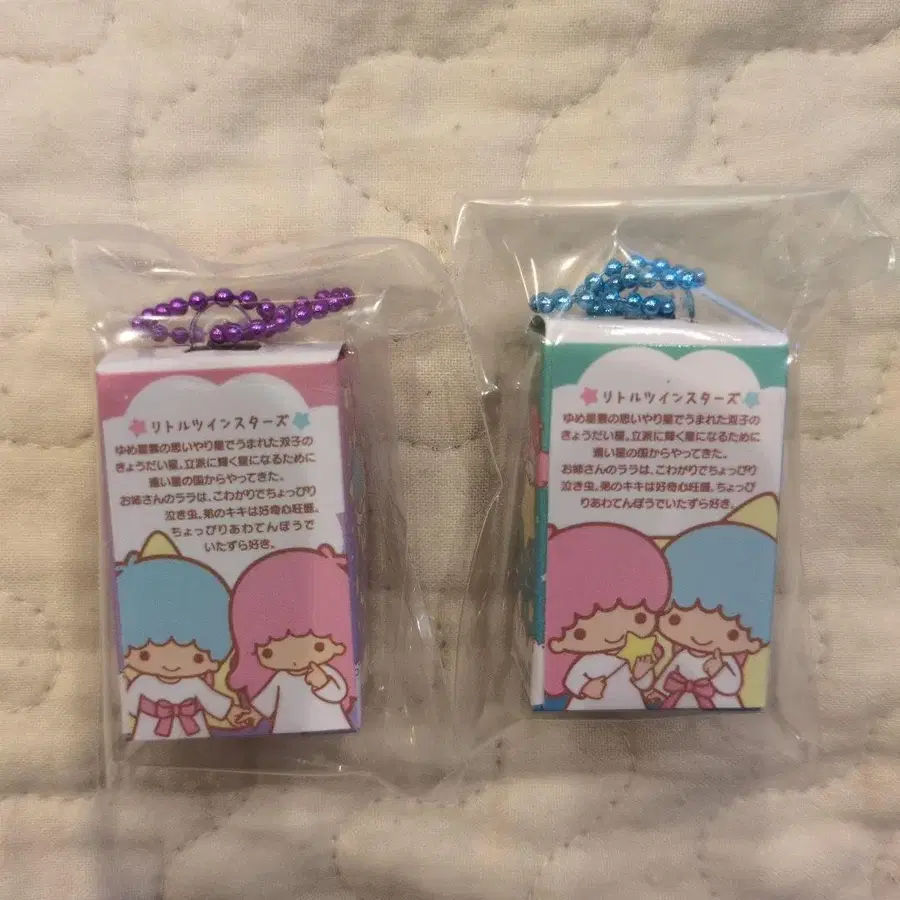 リトルツインスターズ
ゆめ星雲の思いやり星でうまれた双子の
きょうだい星。立派に輝く星になるために
遠い星の国からやってきた。
お姉さんのララは、こわがりでちょっぴり
泣き虫。弟のキキは好奇心旺盛、
ちょっぴりあわてんぼうで
いたずら好き。
リトルツインスターズ
ゆめ星雲の思いやり星でうまれた双子の
きょうだい星。立派に輝く星になるために
遠い星の国からやってきた。
お姉さんのララは、こわがりでちょっぴり
泣き虫。弟のキキは好奇心旺盛、ちょっぴ
りあわてんぼうでいたずら好き。